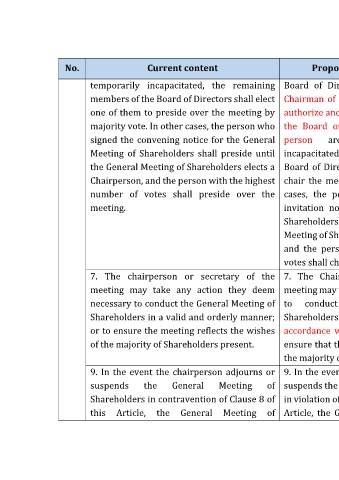 No. Current content Propo
temporarily incapacitated, the remaining
members of the Board of Directors shall elect
one of them to preside over the meeting by
majority vote. In other cases, the person who
signed the convening notice for the General
Meeting of Shareholders shall preside until
the General Meeting of Shareholders elects a
Chairperson, and the person with the highest
number of votes shall preside over the
meeting.
Board of Dir
Chairman of
authorize an
the Board o
person are
incapacitated
Board of Dire
chair the me
cases, the pe
invitation no
Shareholders
Meeting of Sh
and the pers
votes shall ch
7. The chairperson or secretary of the
meeting may take any action they deem
necessary to conduct the General Meeting of
Shareholders in a valid and orderly manner;
or to ensure the meeting reflects the wishes
of the majority of Shareholders present.
7. The Chair
meeting may
to conduct
Shareholders
accordance w
ensure that th
the majority o
9. In the event the chairperson adjourns or
suspends the General Meeting of
Shareholders in contravention of Clause 8 of
this Article, the General Meeting of
9. In the even
suspends the
in violation of
Article, the G